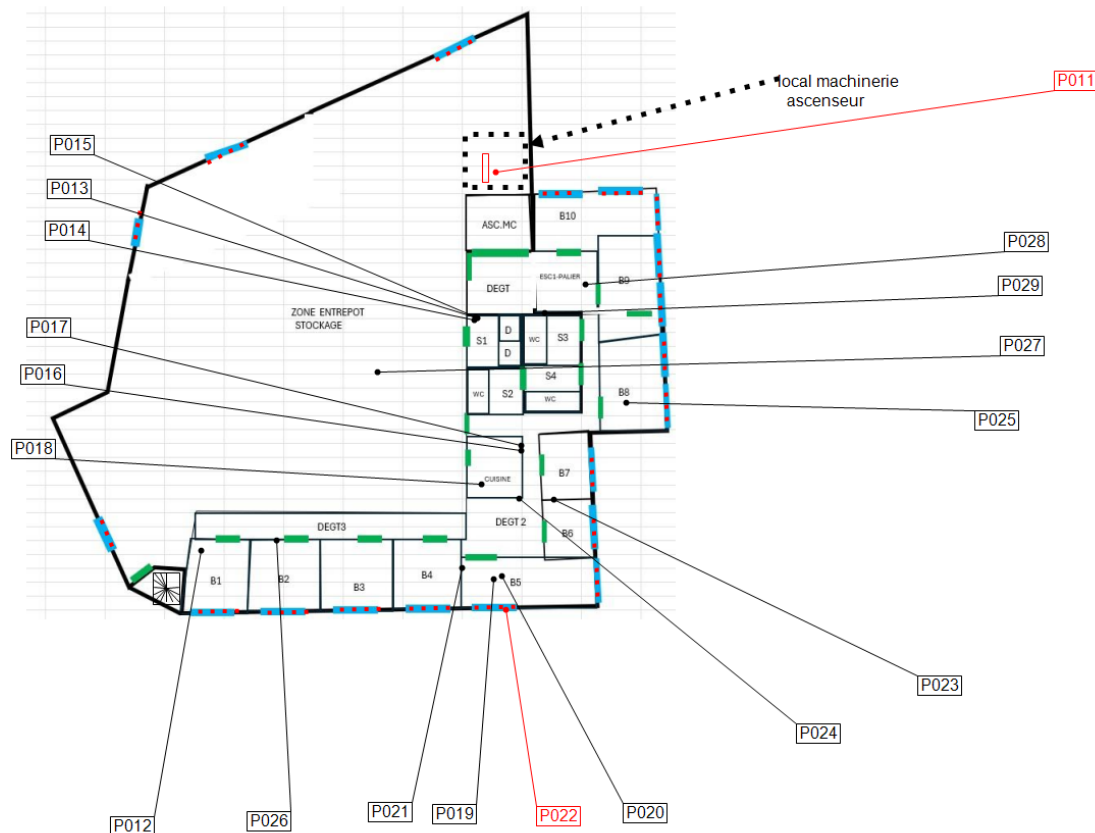 local machinerie
ascenseur
P011
P015
P013
P014
ASC.MC
B10
P028
ESC1-PALIER
B9
DEGT
P029
ZONE ENTREPOT
STOCKAGE
P017
D
S1
WC
S3
D
P027
P016
S4
WC
S2
WC
B8
P025
P018
CUISINE
B7
DEGT3
DEGT 2
B6
B1
B2
B3
B4
B5
P023
P024
P012
P026
P021
P019
P022
P020